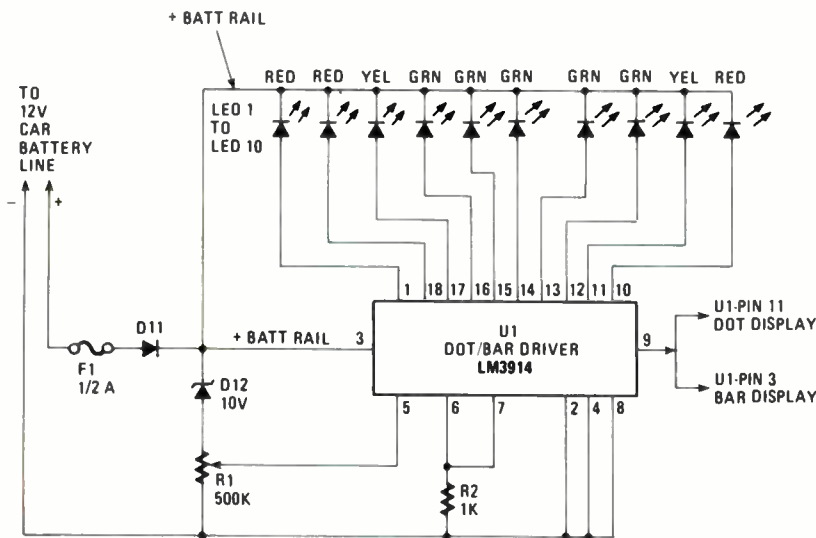 + BATT RAIL
RED RED YEL GRN GRN GRN GRN GRN YEL RED
TO
12V
CAR
BATTERY
LINE
LED 1
TO
LED 10
- +
1 18 17 16 15 14 13 12 11 10
U1
DOT/BAR DRIVER
LM3914
D11
+ BATT RAIL
3
9
U1-PIN 11
DOT DISPLAY
U1-PIN 3
BAR DISPLAY
F1
1/2 A
D12
10V
5 6 7 2 4 8
R1
500K
R2
1K